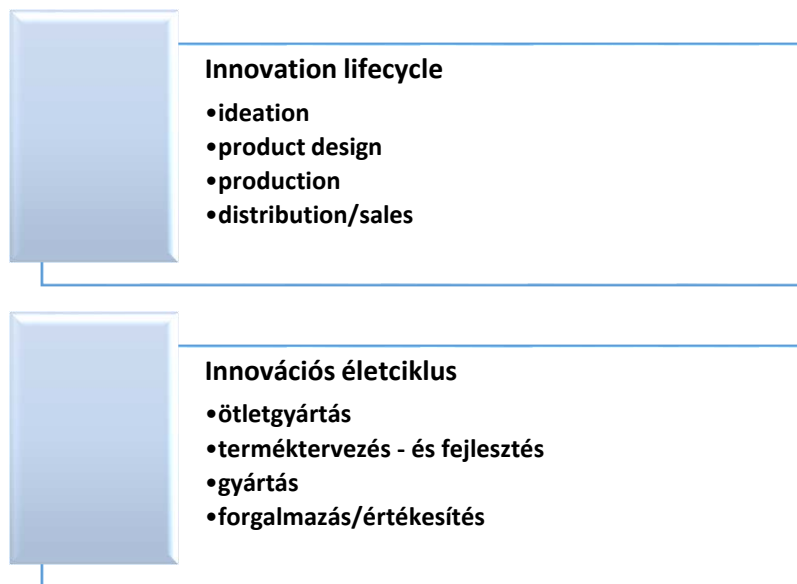 Innovation lifecycle
•ideation
•product design
•production
•distribution/sales
Innovációs életciklus
•ötletgyártás
•terméktervezés - és fejlesztés
•gyártás
•forgalmazás/értékesítés